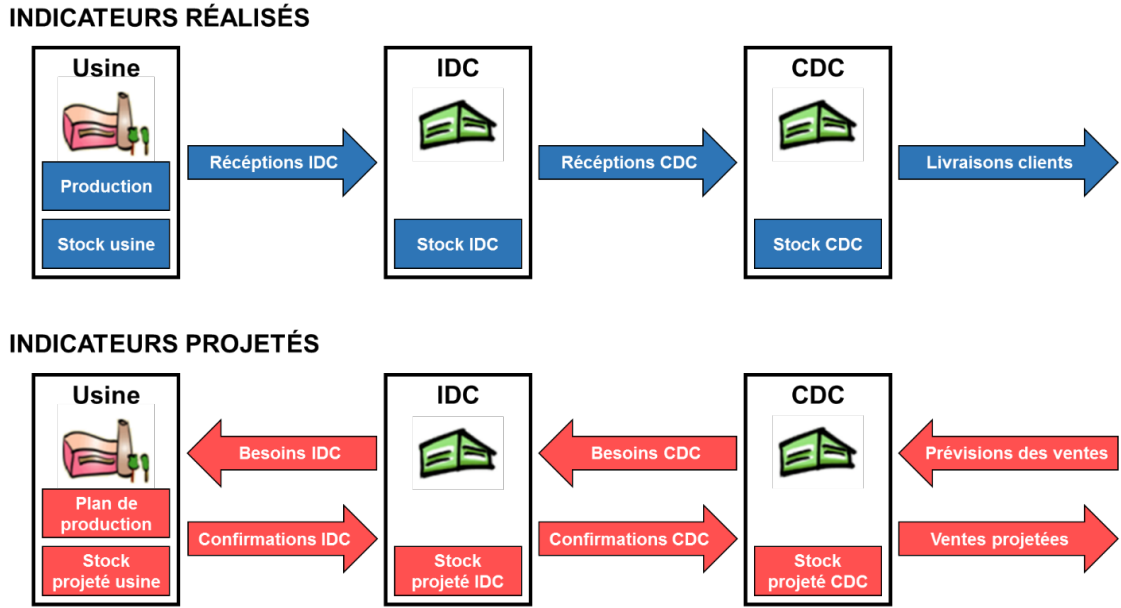 INDICATEURS RÉALISÉS
Usine
IDC
CDC
Récéptions IDC
Récéptions CDC
Livraisons clients
Production
Stock usine
Stock IDC
Stock CDC
INDICATEURS PROJETÉS
Usine
IDC
CDC
Besoins IDC
Besoins CDC
Prévisions des ventes
Plan de
production
Confirmations IDC
Confirmations CDC
Ventes projetées
Stock
projeté usine
Stock
projeté IDC
Stock
projeté CDC